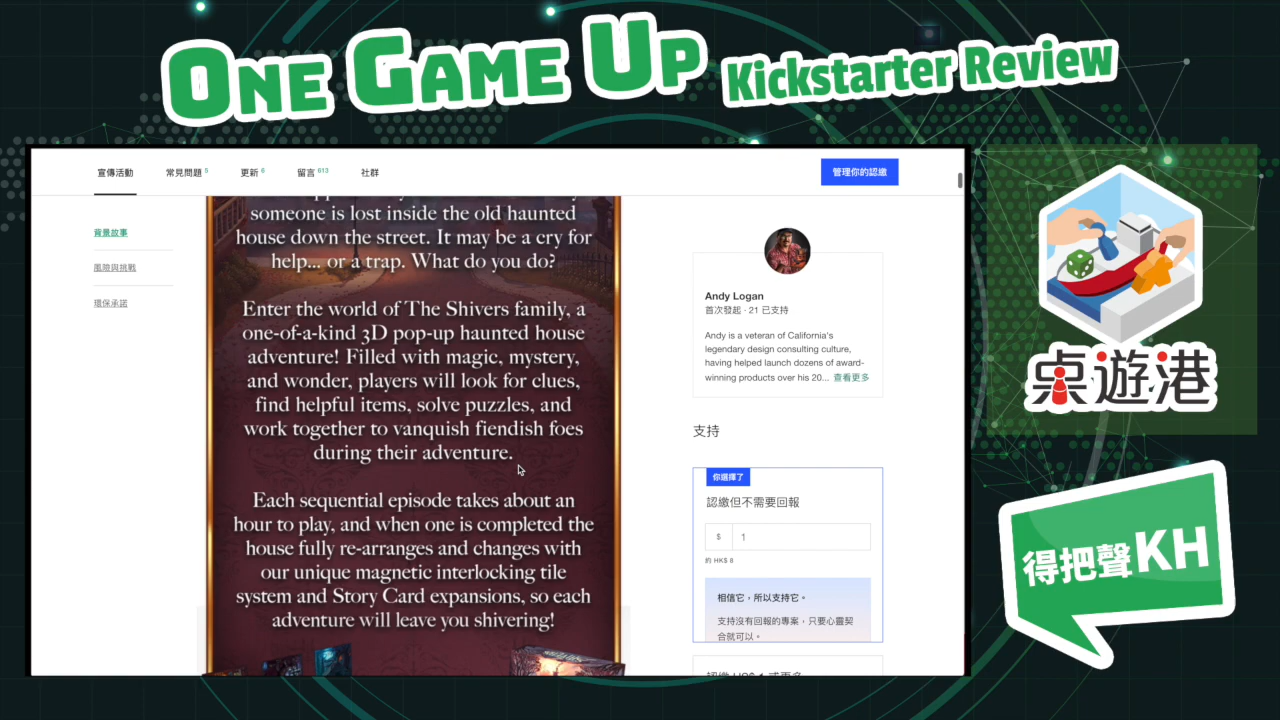 ONE GAME UP Kickstarter Review
宣傳活動
常見問題 5
更新 6
留言 613
社群
管理你的認繳
背景故事
風險與挑戰
環保承諾
someone is lost inside the old haunted
house down the street. It may be a cry for
help... or a trap. What do you do?
Enter the world of The Shivers family, a
one-of-a-kind 3D pop-up haunted house
adventure! Filled with magic, mystery,
and wonder, players will look for clues,
find helpful items, solve puzzles, and
work together to vanquish fiendish foes
during their adventure.
Each sequential episode takes about an
hour to play, and when one is completed the
house fully re-arranges and changes with
our unique magnetic interlocking tile
system and Story Card expansions, so each
adventure will leave you shivering!
Andy Logan
首次發起 · 21 已支持
Andy is a veteran of California's
legendary design consulting culture,
having helped launch dozens of award-
winning products over his 20... 查看更多
支持
你選擇了
認繳但不需要回報
$ 1
約 HK$ 8
相信它，所以支持它。
支持沒有回報的專案，只要心靈契
合就可以。
桌遊港
得把聲KH